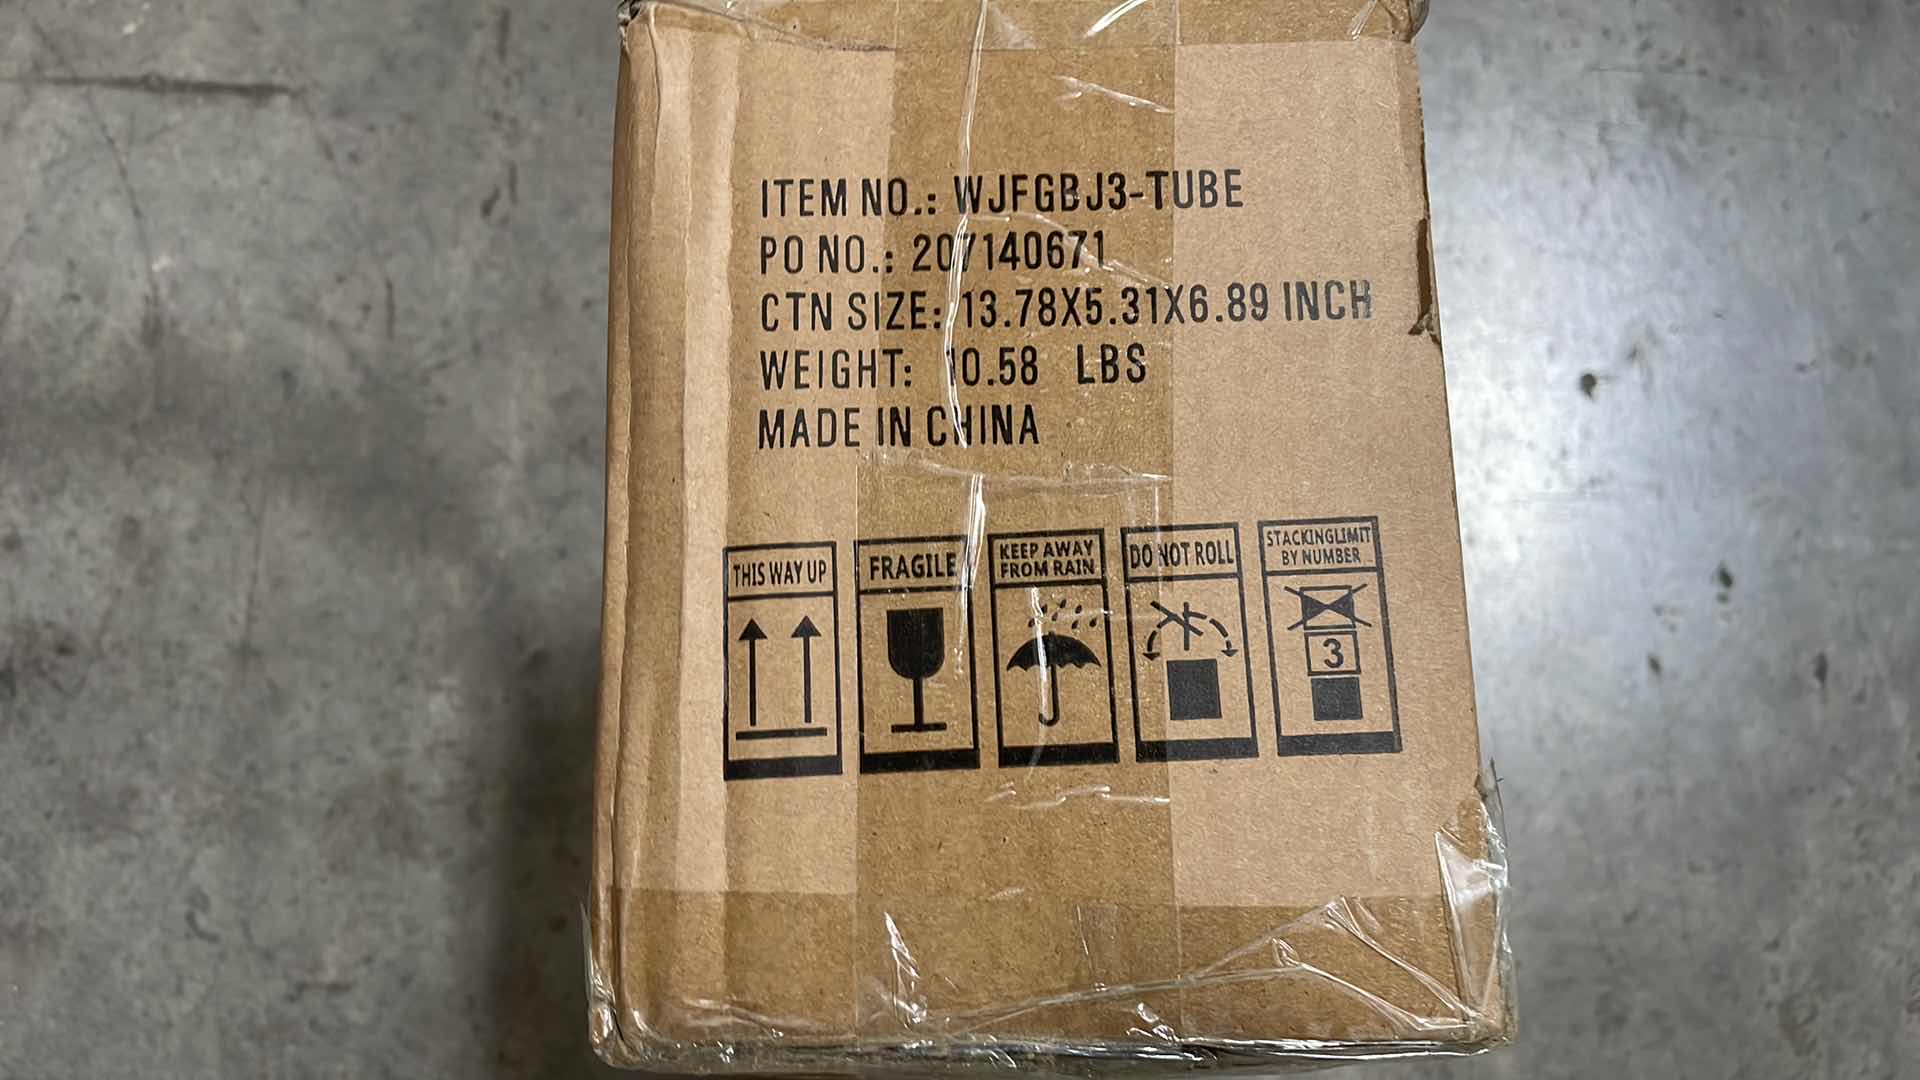 ITEM NO.: WJFGBJ3-TUBE
PO NO.: 207140671
CTN SIZE: 13.78X5.31X6.89 INCH
WEIGHT: 10.58 LBS
MADE IN CHINA
THIS WAY UP
FRAGILE
KEEP AWAY
FROM RAIN
DO NOT ROLL
STACKINGLIMIT
BY NUMBER
3